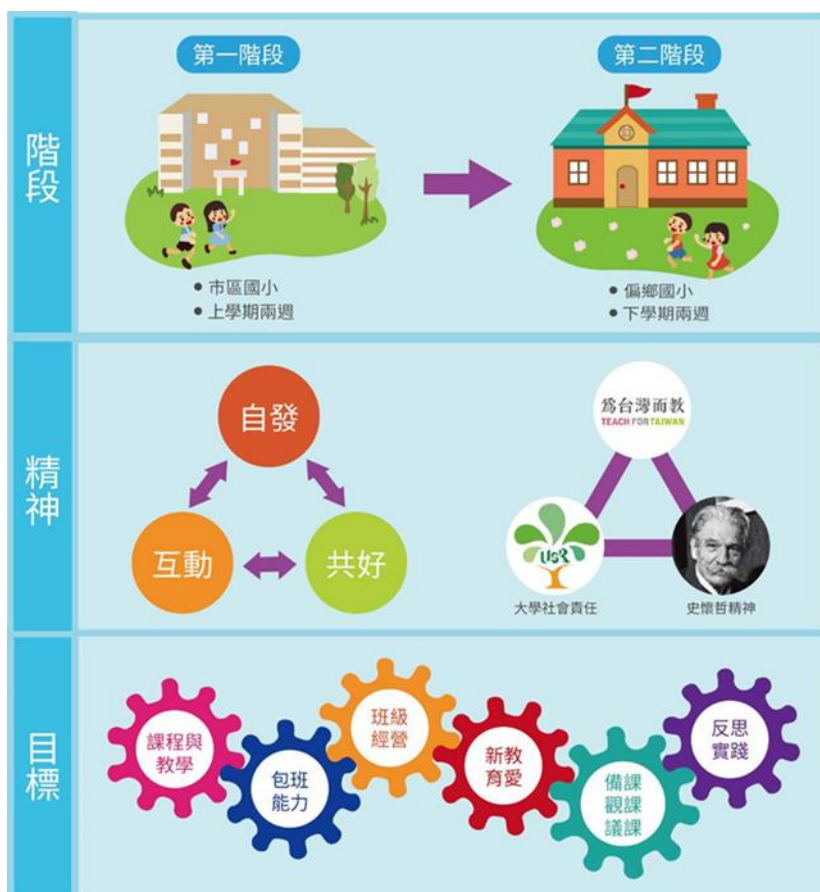 階段
第一階段
第二階段
• 市區國小
• 上學期兩週
• 偏鄉國小
• 下學期兩週
精神
自發
互動
共好
為台灣而教
TEACH FOR TAIWAN
USR
大學社會責任
史懷哲精神
目標
課程與
教學
包班
能力
班級
經營
新教
育愛
備課
觀課
議課
反思
實踐